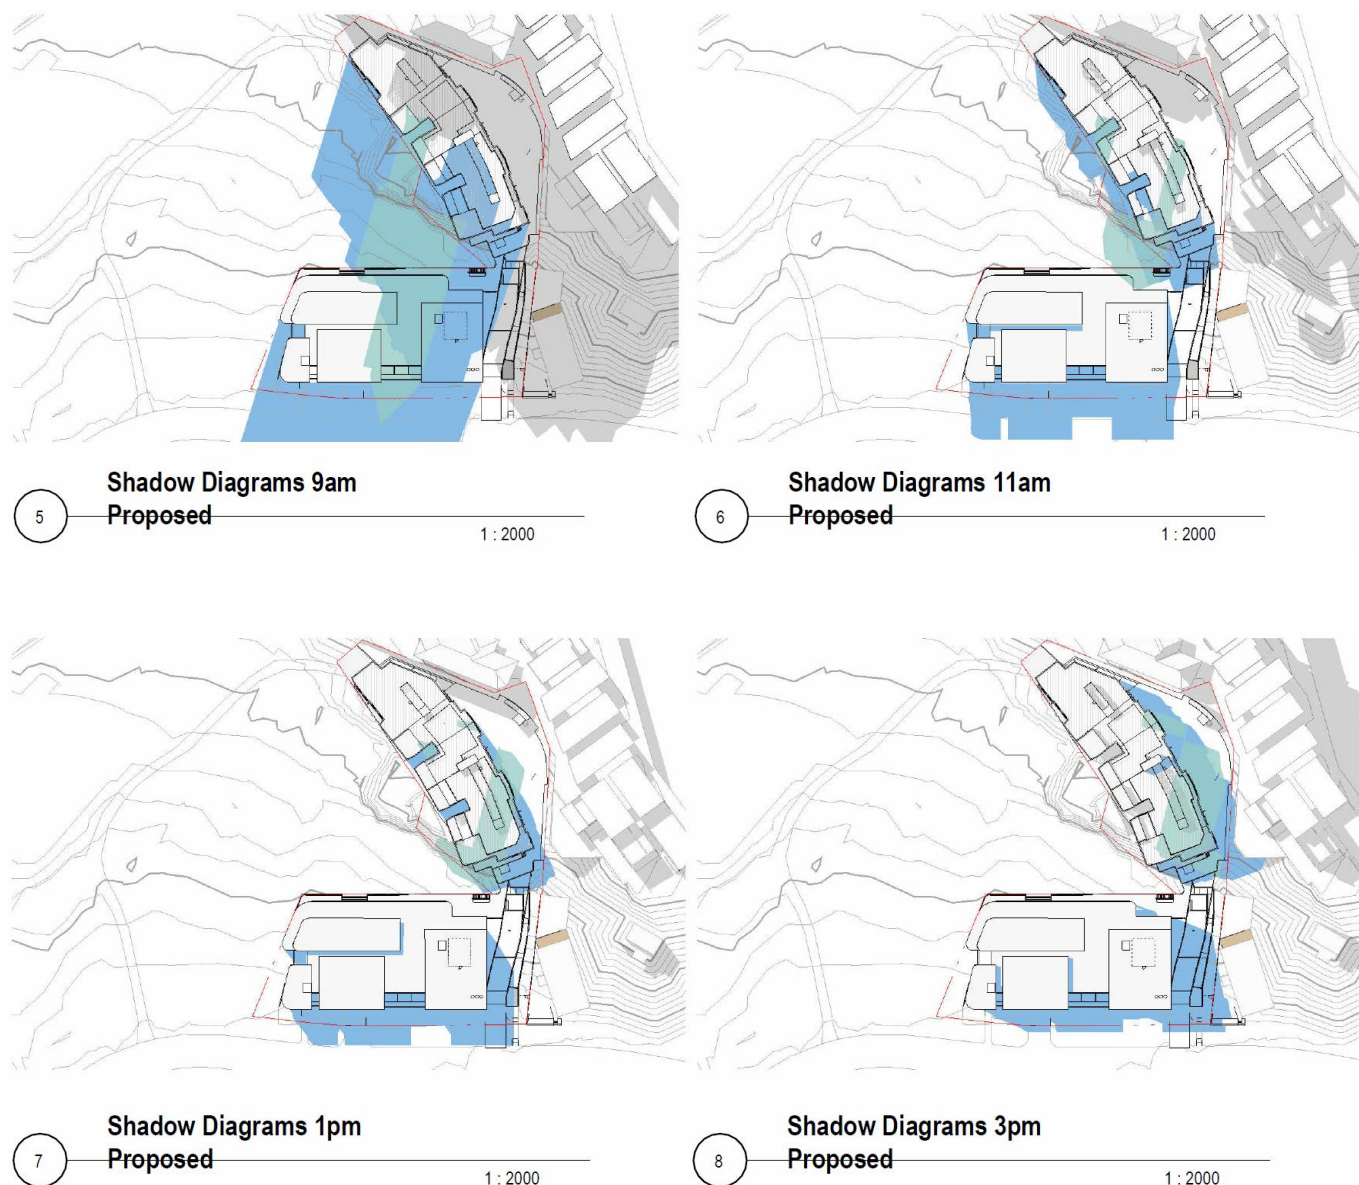 Shadow Diagrams 9am
5
Proposed
1 : 2000
Shadow Diagrams 11am
6
Proposed
1 : 2000
Shadow Diagrams 1pm
7
Proposed
1 : 2000
Shadow Diagrams 3pm
8
Proposed
1 : 2000